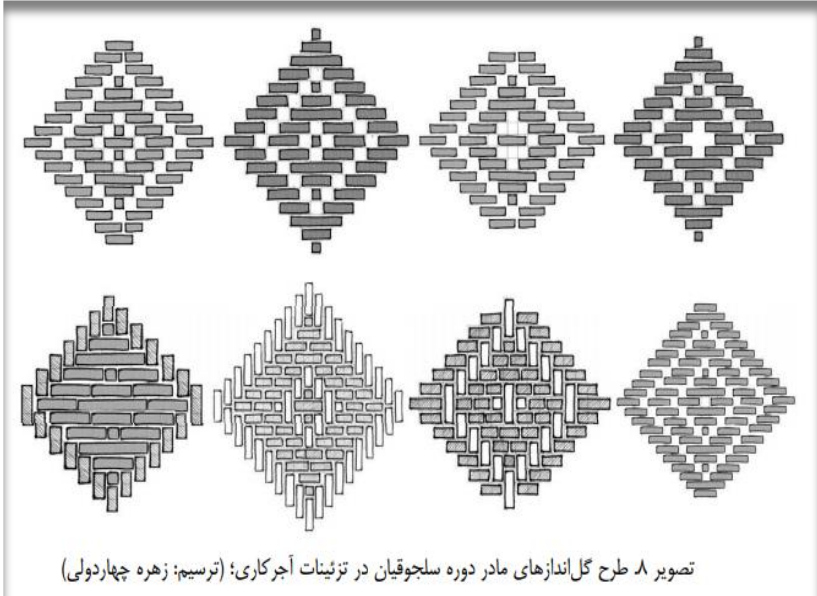 تصویر ۸. طرح گل‌اندازهای مادر دوره سلجوقیان در تزئینات آجرکاری؛ (ترسیم: زهره چهاردولی)